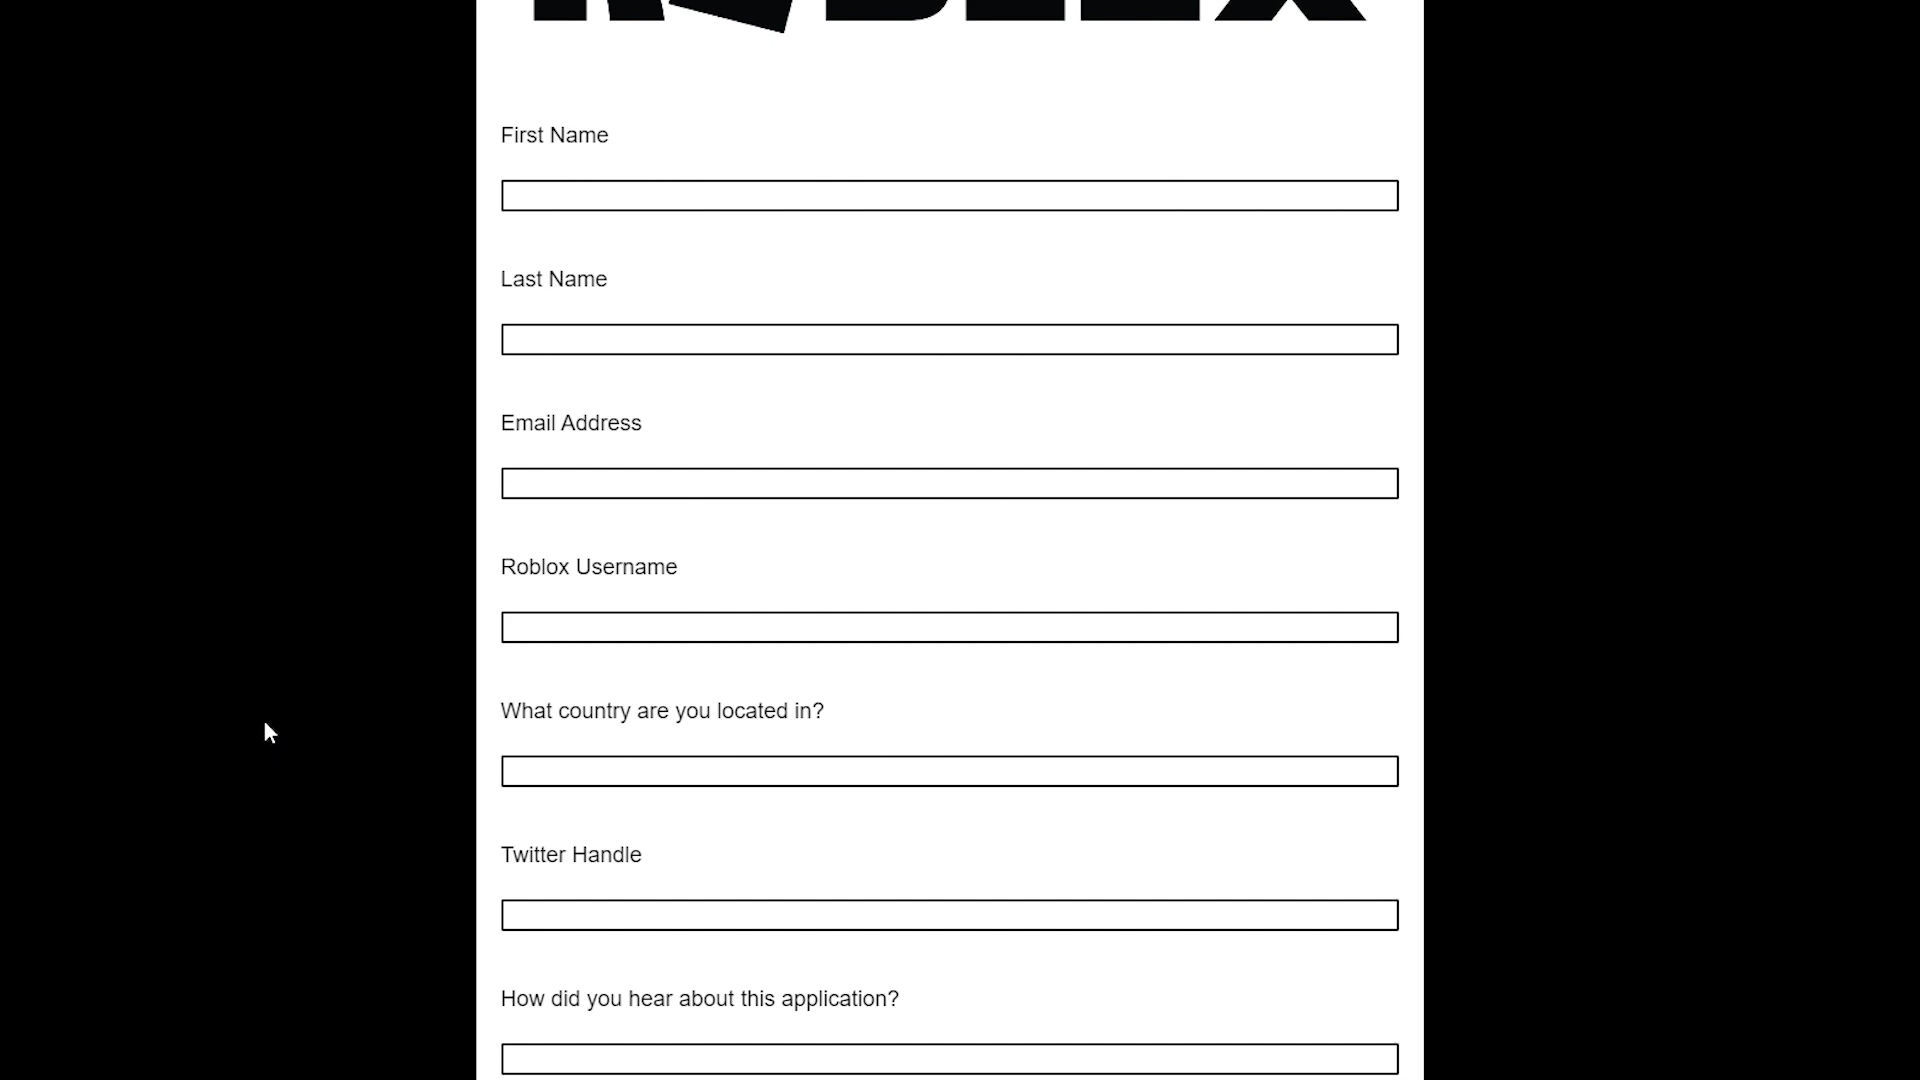 ROBLOX
First Name
Last Name
Email Address
Roblox Username
What country are you located in?
Twitter Handle
How did you hear about this application?